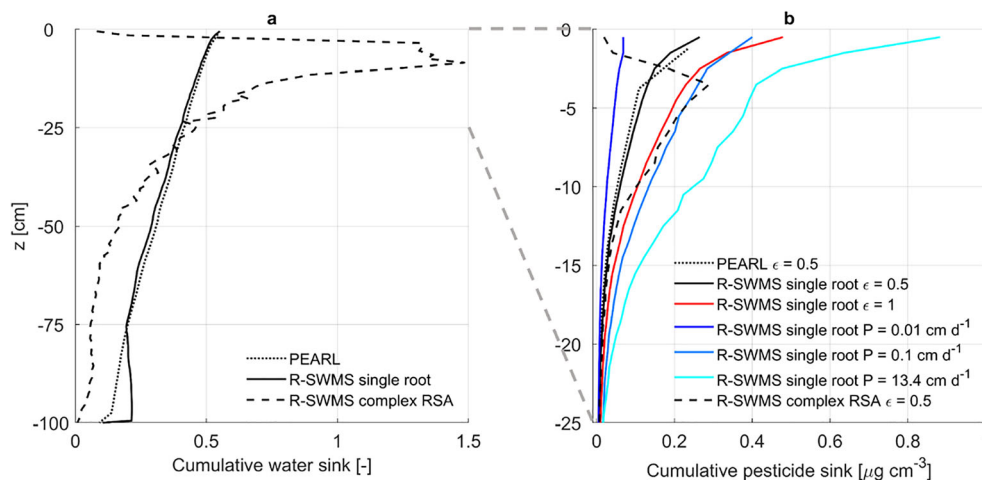 a
0
-25
-50
-75
-100
z [cm]
0
0.5
1
1.5
Cumulative water sink [-]
PEARL
R-SWMS single root
R-SWMS complex RSA
b
0
-5
-10
-15
-20
-25
0
0.2
0.4
0.6
0.8
Cumulative pesticide sink [μg cm⁻³]
PEARL ϵ = 0.5
R-SWMS single root ϵ = 0.5
R-SWMS single root ϵ = 1
R-SWMS single root P = 0.01 cm d⁻¹
R-SWMS single root P = 0.1 cm d⁻¹
R-SWMS single root P = 13.4 cm d⁻¹
R-SWMS complex RSA ϵ = 0.5